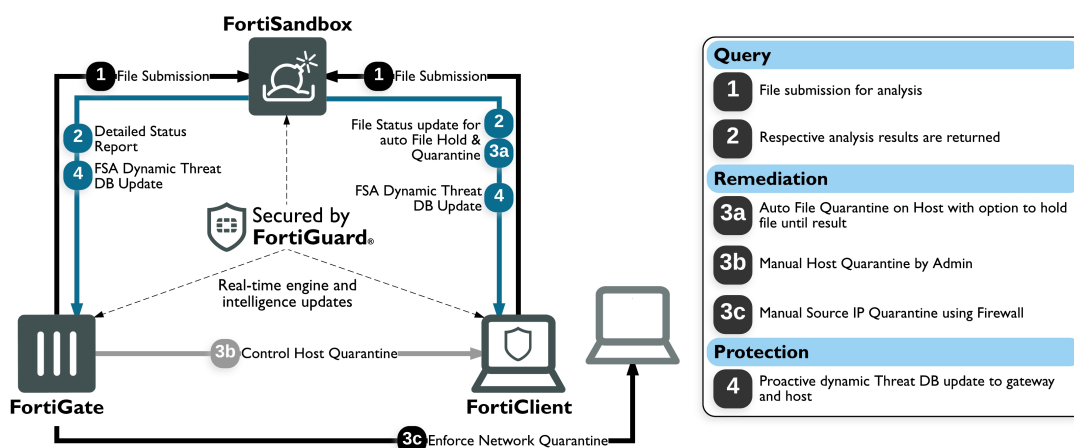 FortiSandbox
1 File Submission
1 File Submission
2 Detailed Status
Report
4 FSA Dynamic Threat
DB Update
File Status update for 2
auto File Hold &
Quarantine 3a
FSA Dynamic Threat
DB Update 4
Secured by
FortiGuard®
Real-time engine and
intelligence updates
3b Control Host Quarantine
FortiGate
FortiClient
3c Enforce Network Quarantine
Query
1 File submission for analysis
2 Respective analysis results are returned
Remediation
3a Auto File Quarantine on Host with option to hold
file until result
3b Manual Host Quarantine by Admin
3c Manual Source IP Quarantine using Firewall
Protection
4 Proactive dynamic Threat DB update to gateway
and host